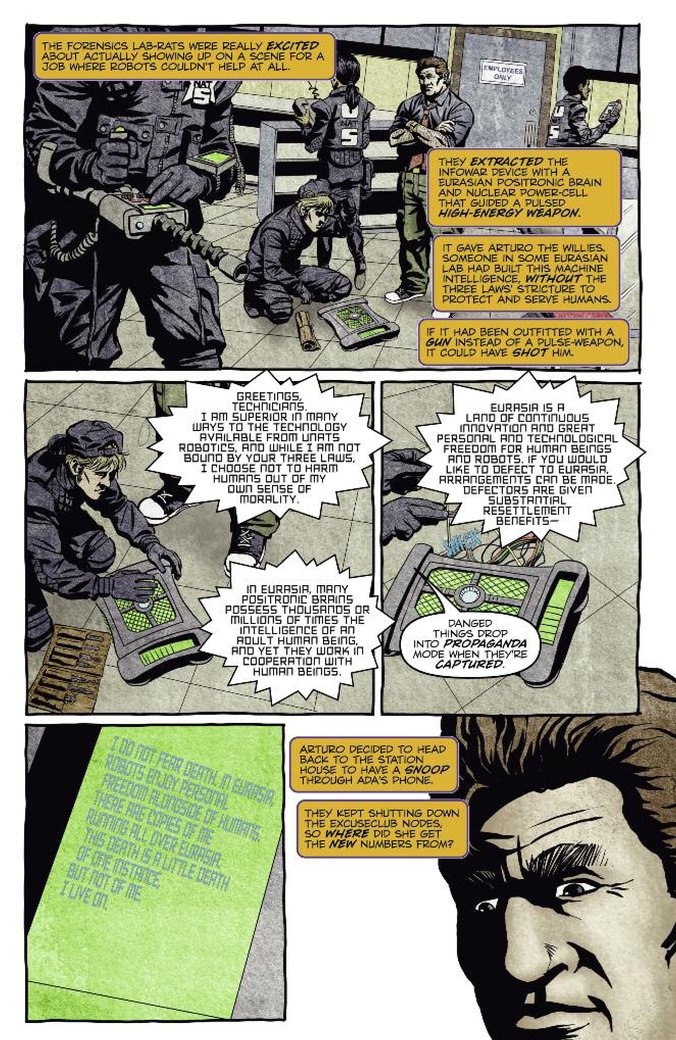 THE FORENSICS LAB-RATS WERE REALLY EXCITED
ABOUT ACTUALLY SHOWING UP ON A SCENE FOR A
JOB WHERE ROBOTS COULDN'T HELP AT ALL.
EMPLOYEES
ONLY
U
NAT
S
THEY EXTRACTED THE
INFOWAR DEVICE WITH A
EURASIAN POSITRONIC BRAIN
AND NUCLEAR POWER-CELL
THAT GUIDED A PULSED
HIGH-ENERGY WEAPON.
IT GAVE ARTURO THE WILLIES.
SOMEONE IN SOME EURASIAN
LAB HAD BUILT THIS MACHINE
INTELLIGENCE, WITHOUT THE
THREE LAWS' STRICTURE TO
PROTECT AND SERVE HUMANS.
IF IT HAD BEEN OUTFITTED WITH A
GUN INSTEAD OF A PULSE-WEAPON,
IT COULD HAVE SHOT HIM.
GREETINGS,
TECHNICIANS.
I AM SUPERIOR IN MANY
WAYS TO THE TECHNOLOGY
AVAILABLE FROM UNATS
ROBOTICS, AND WHILE I AM NOT
BOUND BY YOUR THREE LAWS,
I CHOOSE NOT TO HARM
HUMANS OUT OF MY
OWN SENSE OF
MORALITY.
IN EURASIA, MANY
POSITRONIC BRAINS
POSSESS THOUSANDS OR
MILLIONS OF TIMES THE
INTELLIGENCE OF AN
ADULT HUMAN BEING,
AND YET THEY WORK IN
COOPERATION WITH
HUMAN BEINGS.
EURASIA IS A
LAND OF CONTINUOUS
INNOVATION AND GREAT
PERSONAL AND TECHNOLOGICAL
FREEDOM FOR HUMAN BEINGS
AND ROBOTS. IF YOU WOULD
LIKE TO DEFECT TO EURASIA,
ARRANGEMENTS CAN BE MADE.
DEFECTORS ARE GIVEN
SUBSTANTIAL
RESETTLEMENT
BENEFITS—
DANGED
THINGS DROP
INTO PROPAGANDA
MODE WHEN THEY'RE
CAPTURED.
I DO NOT FEAR DEATH. IN EURASIA,
ROBOTS ENJOY PERSONAL
FREEDOM ALONGSIDE OF HUMANS.
THERE ARE COPIES OF ME
RUNNING ALL OVER EURASIA.
THIS DEATH IS A LITTLE DEATH
OF ONE INSTANCE,
BUT NOT OF ME.
I LIVE ON.
ARTURO DECIDED TO HEAD
BACK TO THE STATION
HOUSE TO HAVE A SNOOP
THROUGH ADA'S PHONE.
THEY KEPT SHUTTING DOWN
THE EXCUSECLUB NODES,
SO WHERE DID SHE GET
THE NEW NUMBERS FROM?